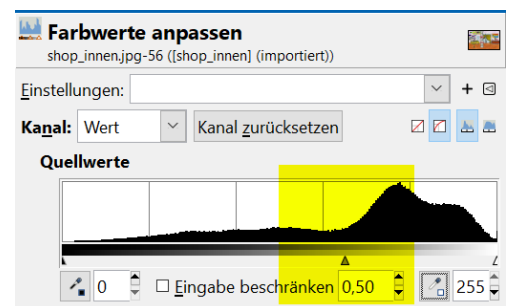 Farbwerte anpassen
shop_innen.jpg-56 ([shop_innen] (importiert))
Einstellungen:
Kanal: Wert Kanal zurücksetzen
Quellwerte
0 Eingabe beschränken 0,50 255